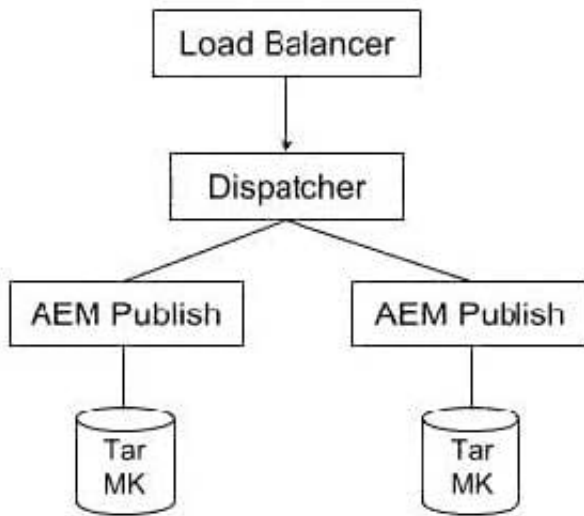 Load Balancer
Dispatcher
AEM Publish
AEM Publish
Tar
MK
Tar
MK